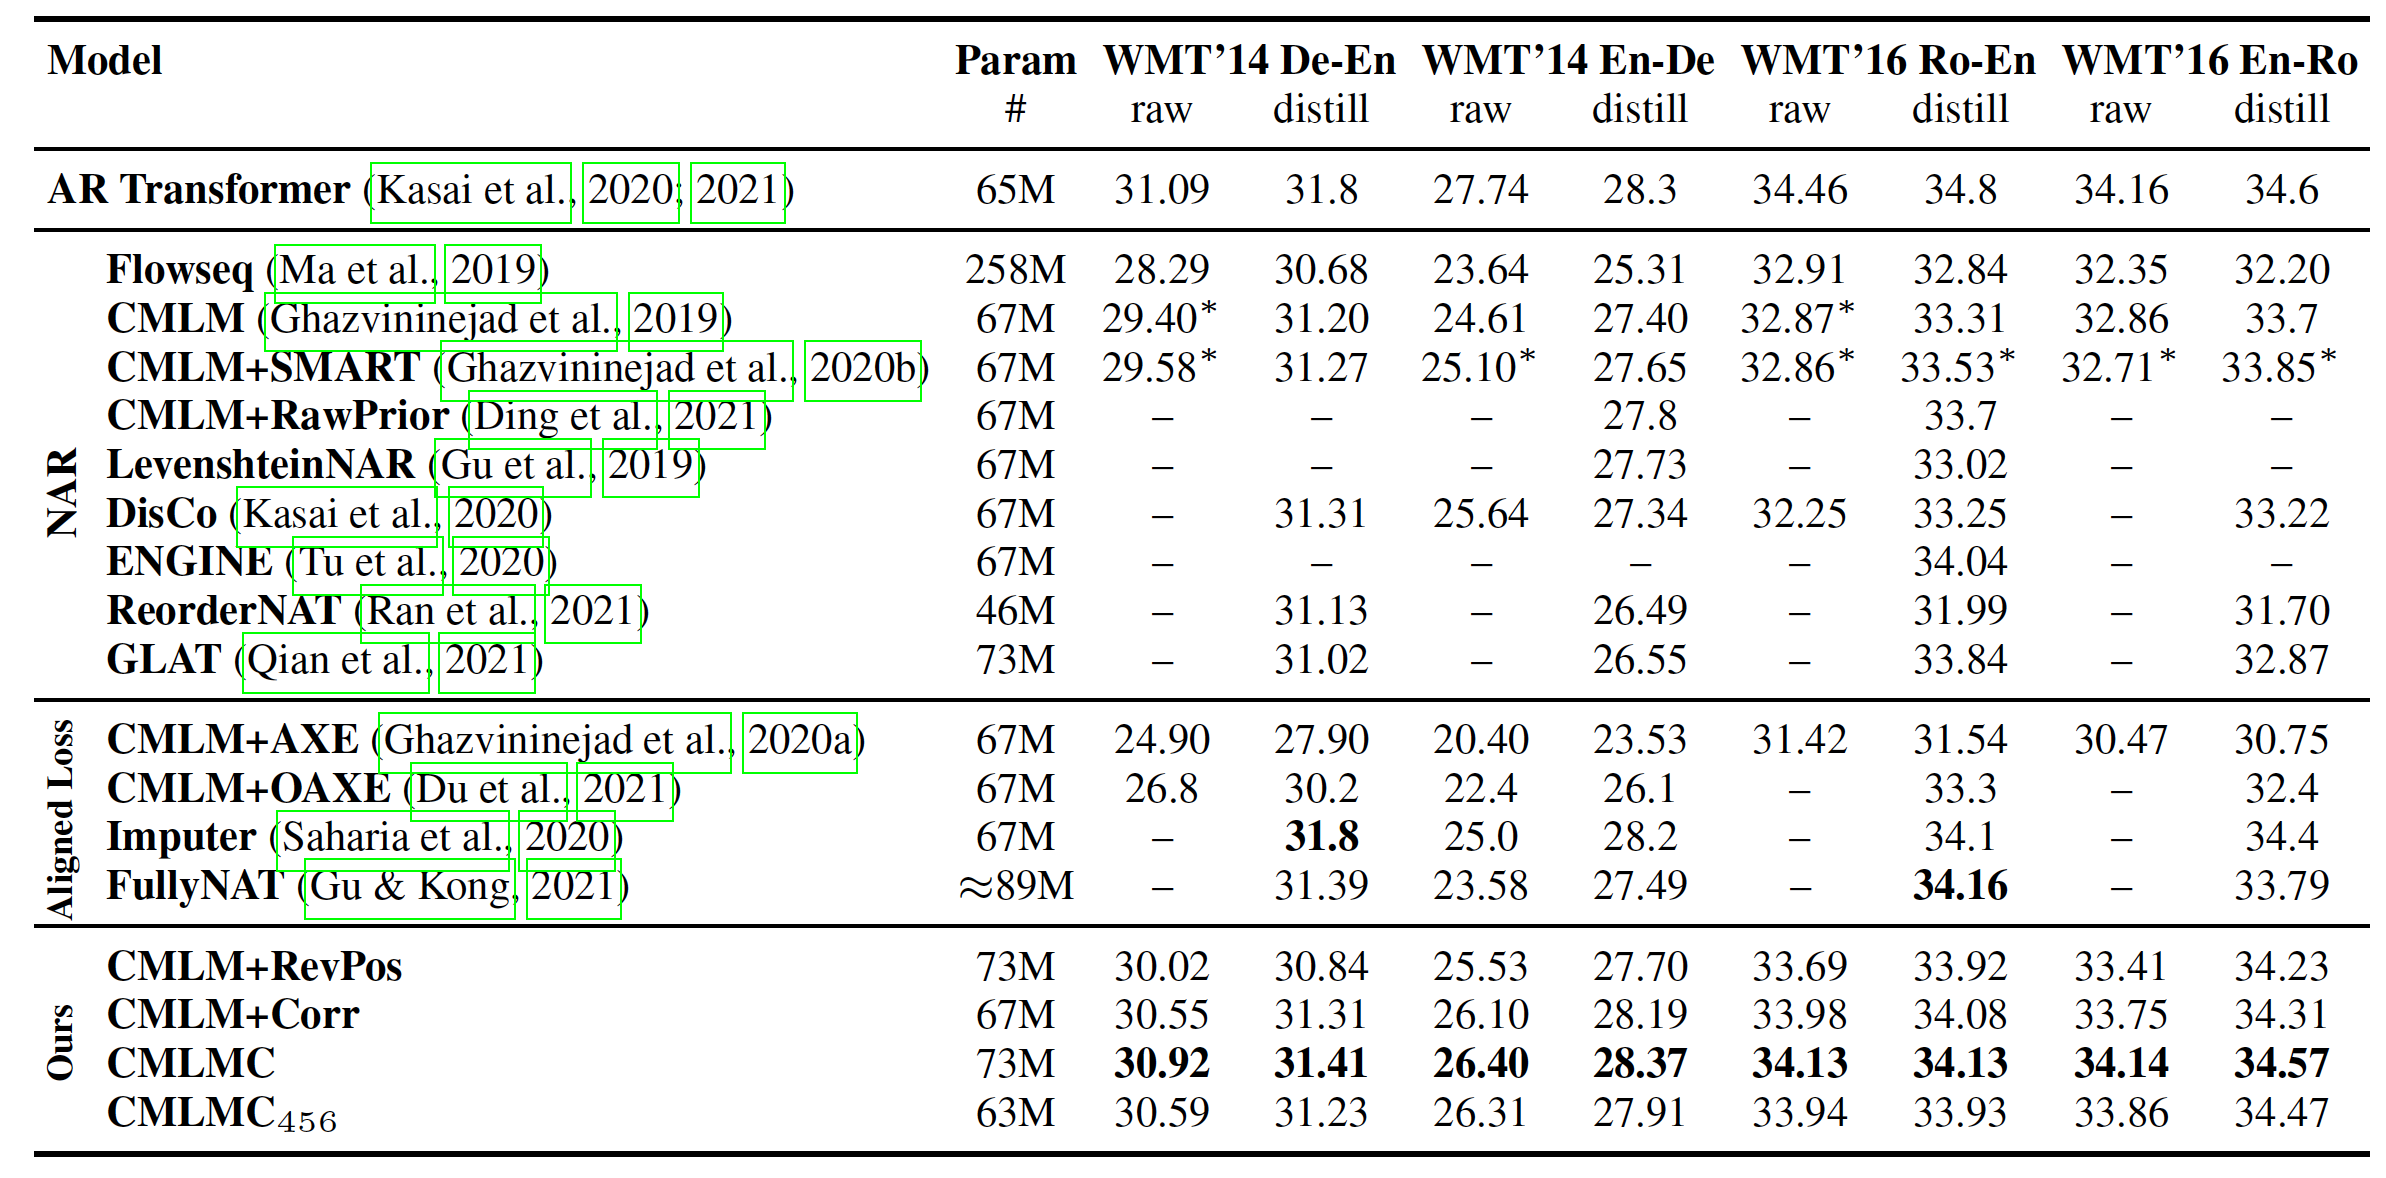 Model Param WMT’14 De-En WMT’14 En-De WMT’16 Ro-En WMT’16 En-Ro
# raw distill raw distill raw distill raw distill
AR Transformer (Kasai et al., 2020; 2021) 65M 31.09 31.8 27.74 28.3 34.46 34.8 34.16 34.6
NAR
Flowseq (Ma et al., 2019) 258M 28.29 30.68 23.64 25.31 32.91 32.84 32.35 32.20
CMLM (Ghazvininejad et al., 2019) 67M 29.40* 31.20 24.61 27.40 32.87* 33.31 32.86 33.7
CMLM+SMART (Ghazvininejad et al., 2020b) 67M 29.58* 31.27 25.10* 27.65 32.86* 33.53* 32.71* 33.85*
CMLM+RawPrior (Ding et al., 2021) 67M – – – 27.8 – 33.7 – –
LevenshteinNAR (Gu et al., 2019) 67M – – – 27.73 – 33.02 – –
DisCo (Kasai et al., 2020) 67M – 31.31 25.64 27.34 32.25 33.25 – 33.22
ENGINE (Tu et al., 2020) 67M – – – – – 34.04 – –
ReorderNAT (Ran et al., 2021) 46M – 31.13 – 26.49 – 31.99 – 31.70
GLAT (Qian et al., 2021) 73M – 31.02 – 26.55 – 33.84 – 32.87
Aligned Loss
CMLM+AXE (Ghazvininejad et al., 2020a) 67M 24.90 27.90 20.40 23.53 31.42 31.54 30.47 30.75
CMLM+OAXE (Du et al., 2021) 67M 26.8 30.2 22.4 26.1 – 33.3 – 32.4
Imputer (Saharia et al., 2020) 67M – 31.8 25.0 28.2 – 34.1 – 34.4
FullyNAT (Gu & Kong, 2021) ≈89M – 31.39 23.58 27.49 – 34.16 – 33.79
Ours
CMLM+RevPos 73M 30.02 30.84 25.53 27.70 33.69 33.92 33.41 34.23
CMLM+Corr 67M 30.55 31.31 26.10 28.19 33.98 34.08 33.75 34.31
CMLMC 73M 30.92 31.41 26.40 28.37 34.13 34.13 34.14 34.57
CMLMC456 63M 30.59 31.23 26.31 27.91 33.94 33.93 33.86 34.47